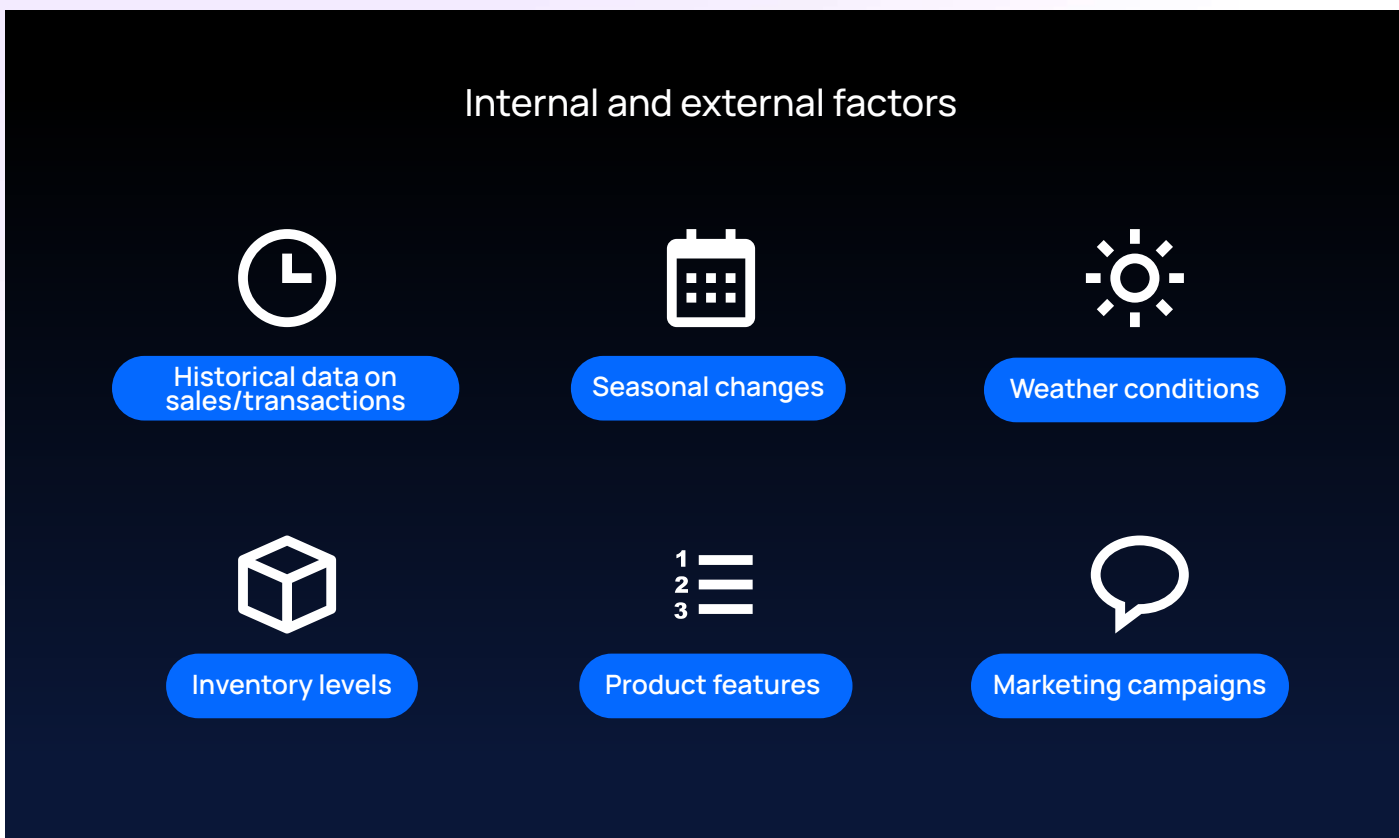 Internal and external factors
Historical data on
sales/transactions
Seasonal changes
Weather conditions
1
2
3
Inventory levels
Product features
Marketing campaigns